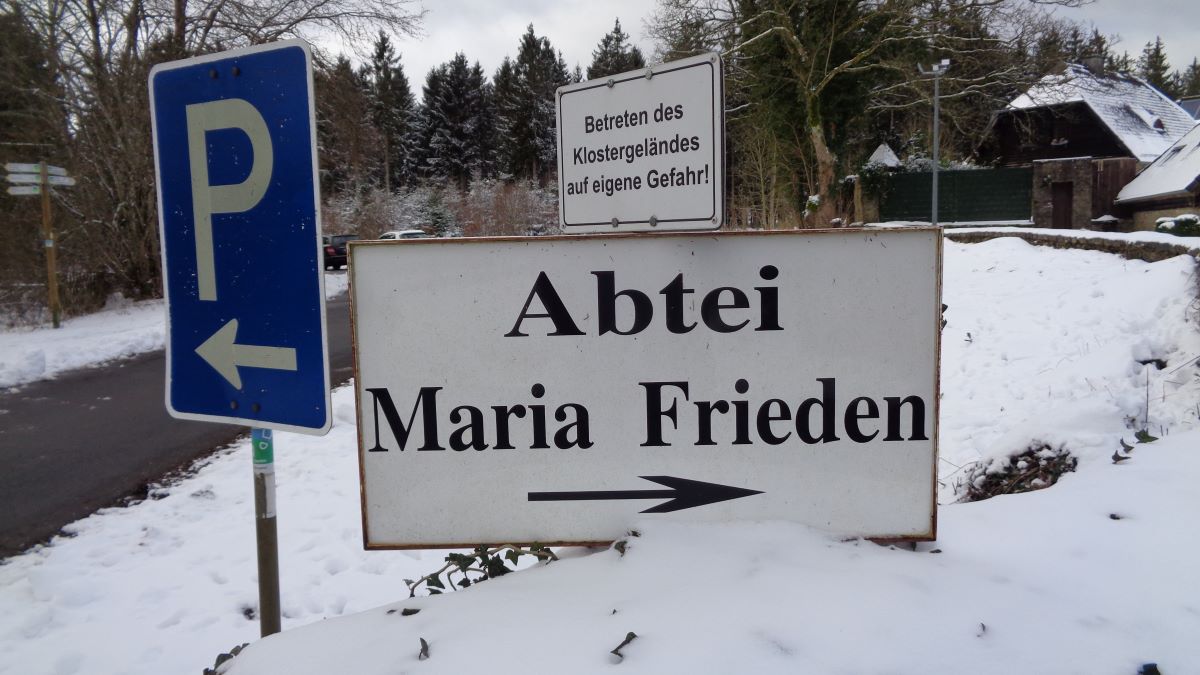 P
Betreten des
Klostergeländes
auf eigene Gefahr!
Abtei
Maria Frieden